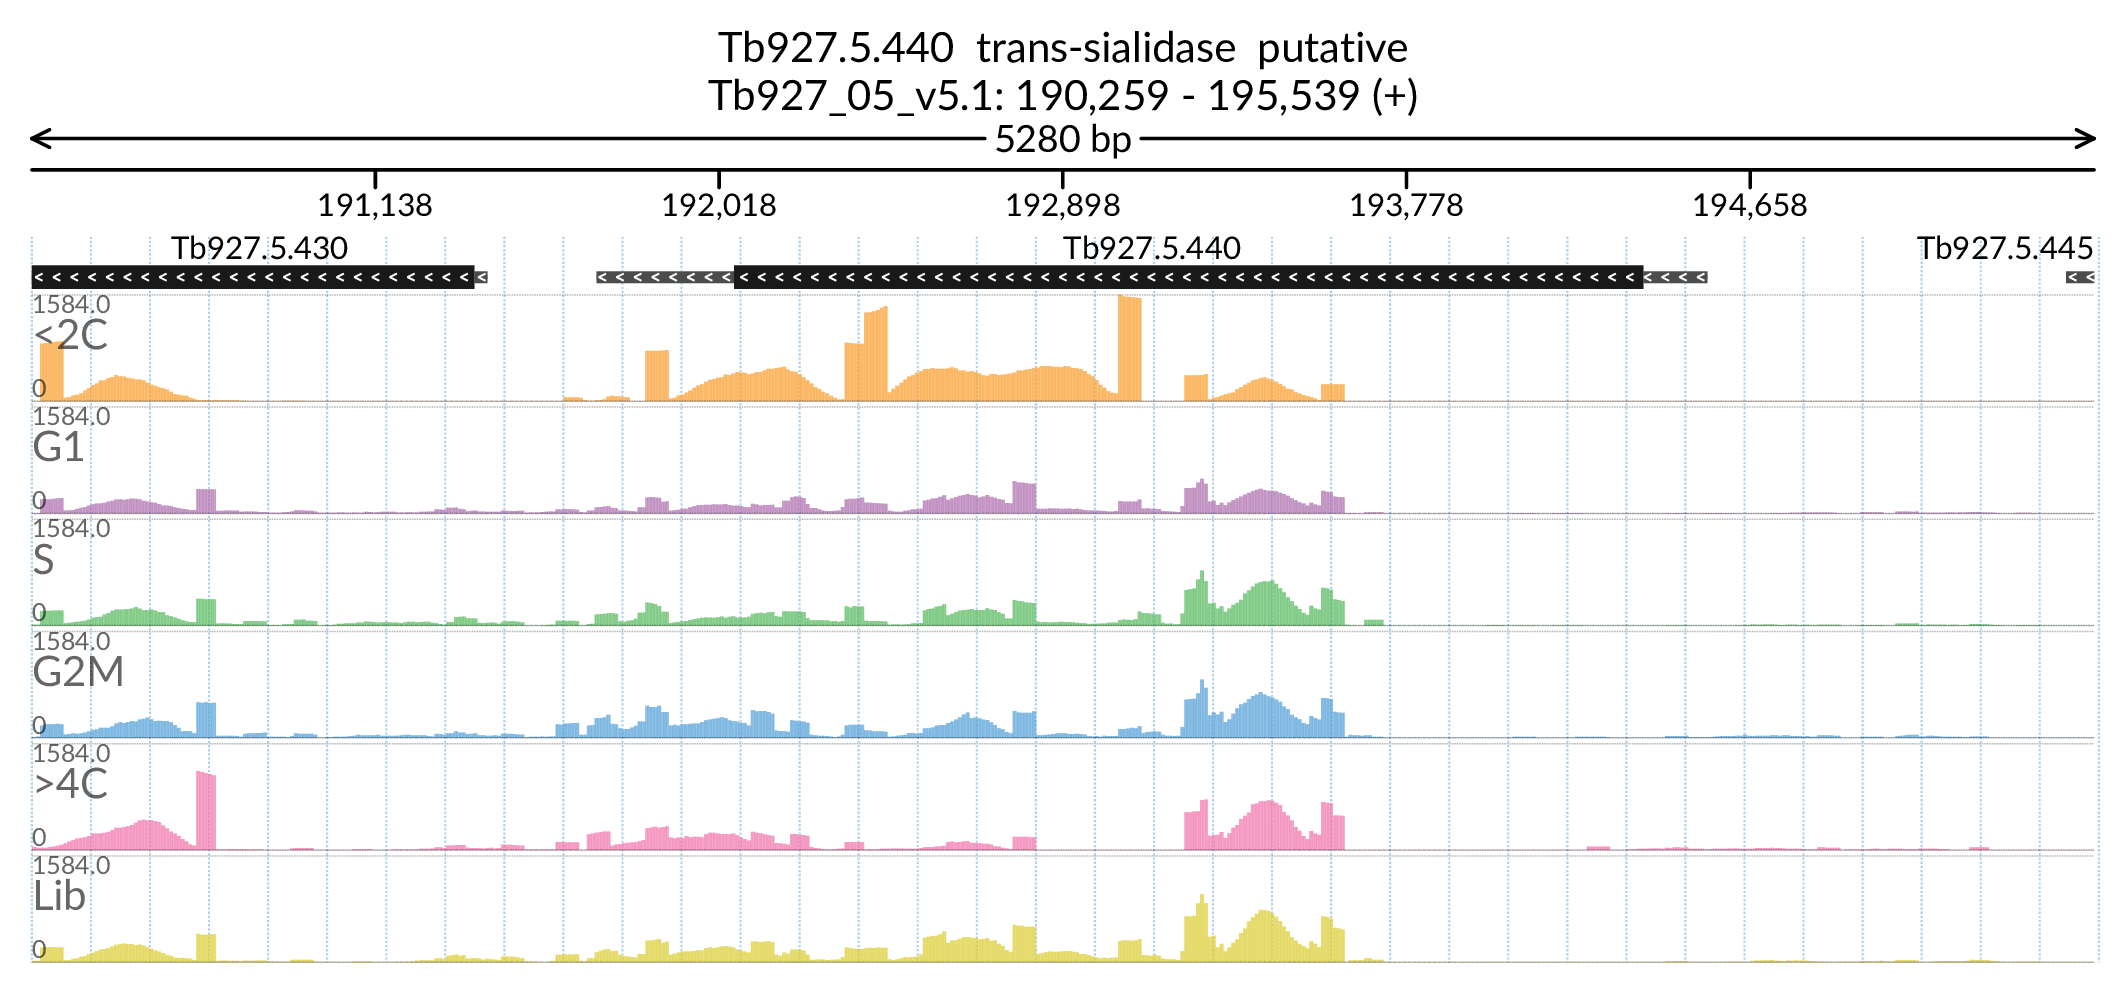 Tb927.5.440 trans-sialidase putative
Tb927_05_v5.1: 190,259 - 195,539 (+)
5280 bp
191,138 192,018 192,898 193,778 194,658
Tb927.5.430 Tb927.5.440 Tb927.5.445
1584.0
<2C
0
1584.0
G1
0
1584.0
S
0
1584.0
G2M
0
1584.0
>4C
0
1584.0
Lib
0